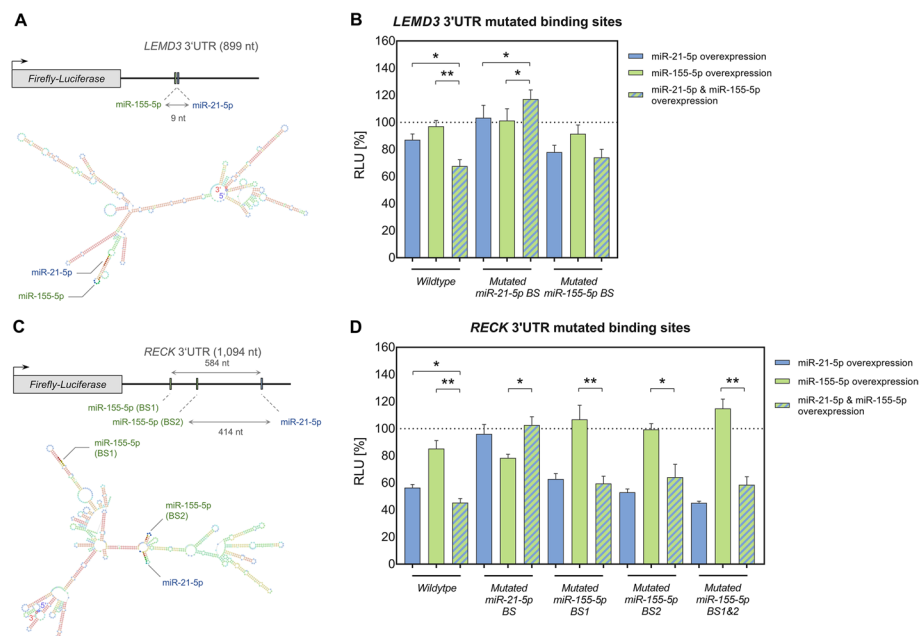 A
LEMD3 3'UTR (899 nt)
Firefly-Luciferase
miR-155-5p
miR-21-5p
9 nt
3'
5'
miR-21-5p
miR-155-5p
B
LEMD3 3'UTR mutated binding sites
160
140
120
100
80
60
40
20
0
RLU [%]
*
**
*
*
Wildtype
Mutated
miR-21-5p BS
Mutated
miR-155-5p BS
miR-21-5p overexpression
miR-155-5p overexpression
miR-21-5p & miR-155-5p
overexpression
C
RECK 3'UTR (1,094 nt)
584 nt
Firefly-Luciferase
miR-155-5p (BS1)
miR-155-5p (BS2)
miR-21-5p
414 nt
miR-155-5p
(BS1)
miR-155-5p
(BS2)
miR-21-5p
5'
3'
D
RECK 3'UTR mutated binding sites
160
140
120
100
80
60
40
20
0
RLU [%]
*
**
*
**
*
**
Wildytpe
Mutated
miR-21-5p
BS
Mutated
miR-155-5p
BS1
Mutated
miR-155-5p
BS2
Mutated
miR-155-5p
BS1&2
miR-21-5p overexpression
miR-155-5p overexpression
miR-21-5p & miR-155-5p
overexpression